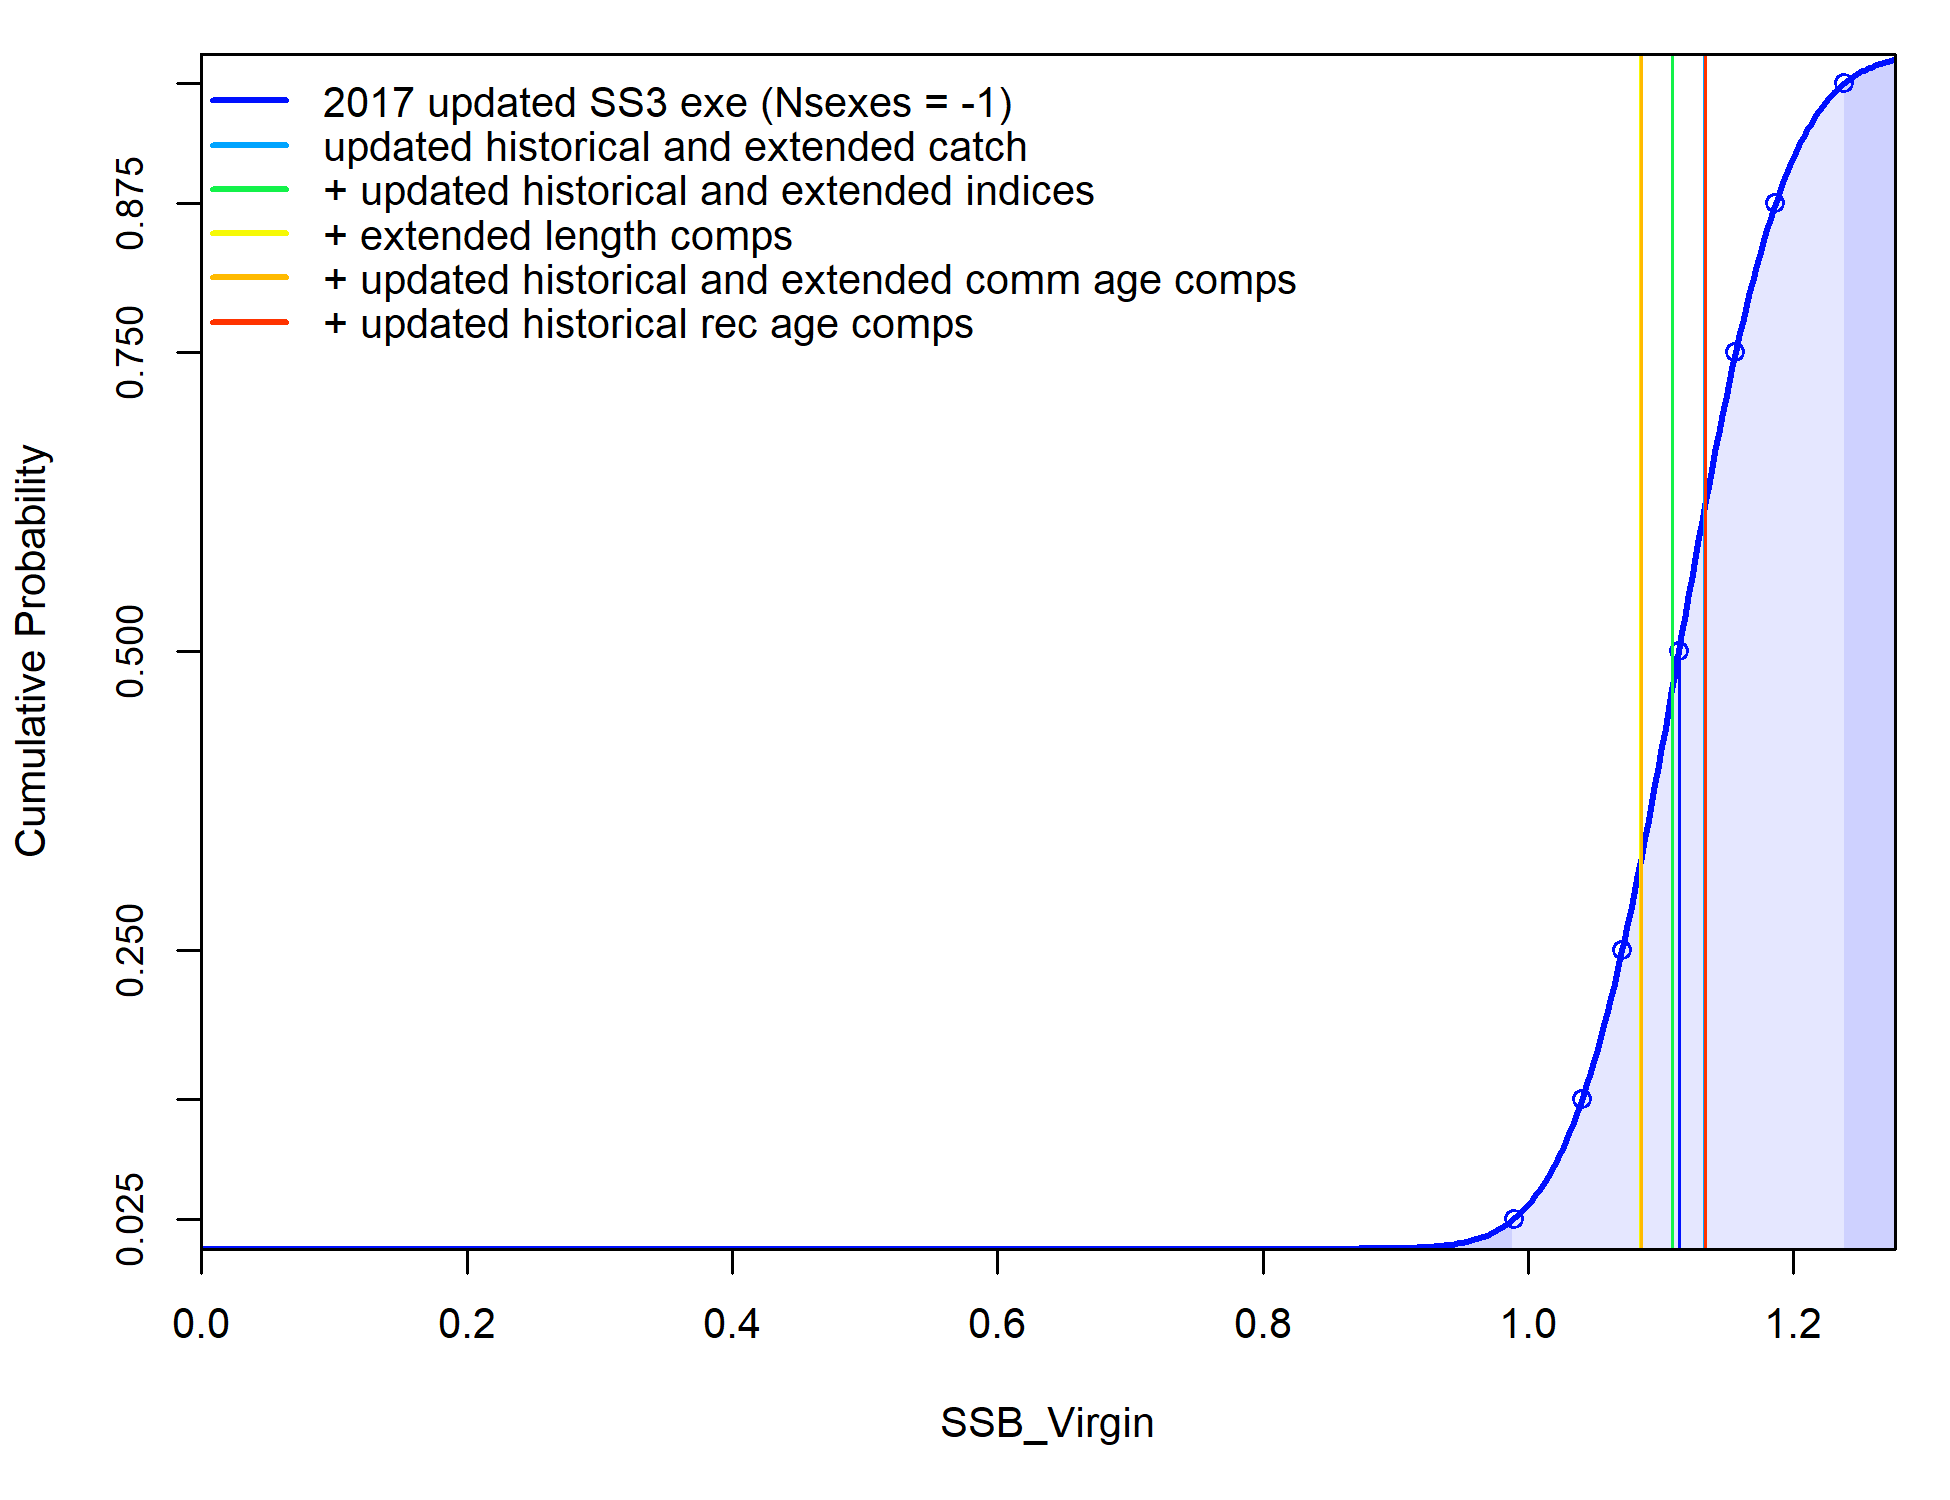 2017 updated SS3 exe (Nsexes = -1)
updated historical and extended catch
+ updated historical and extended indices
+ extended length comps
+ updated historical and extended comm age comps
+ updated historical rec age comps
Cumulative Probability
0.875
0.750
0.500
0.250
0.025
0.0 0.2 0.4 0.6 0.8 1.0 1.2
SSB_Virgin